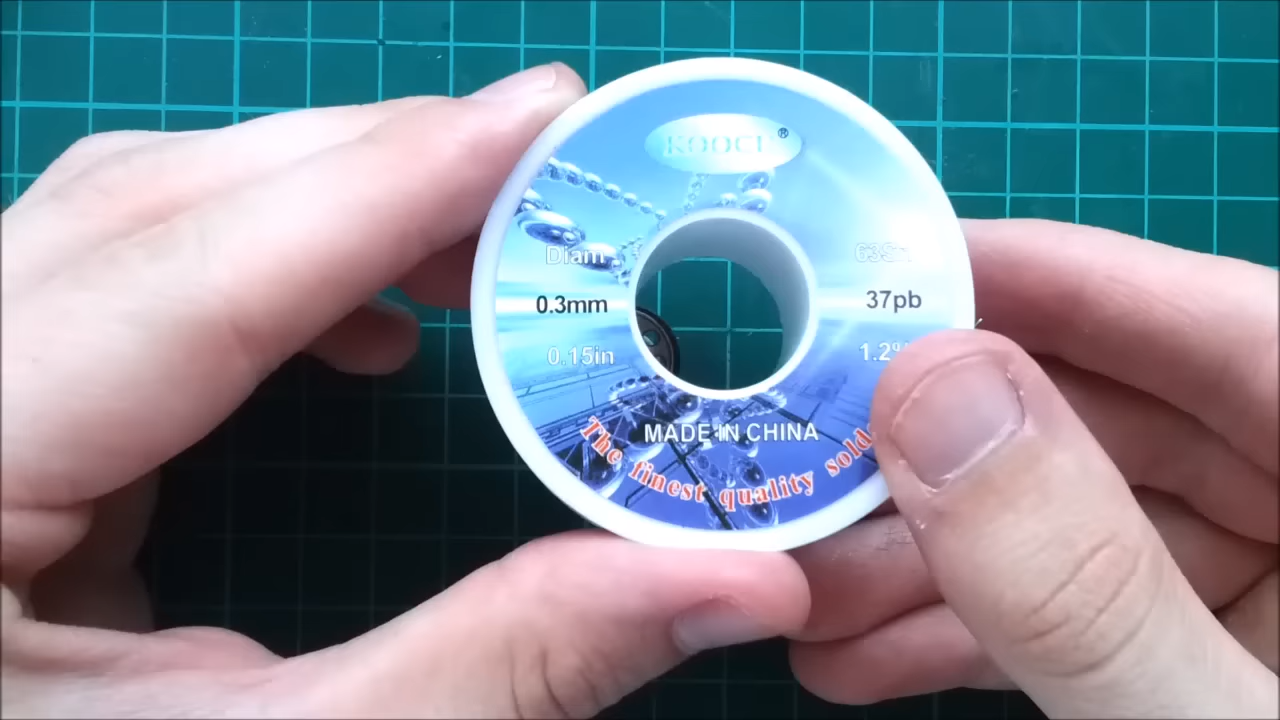 Diam
0.3mm
0.15in
37pb
MADE IN CHINA
The finest quality